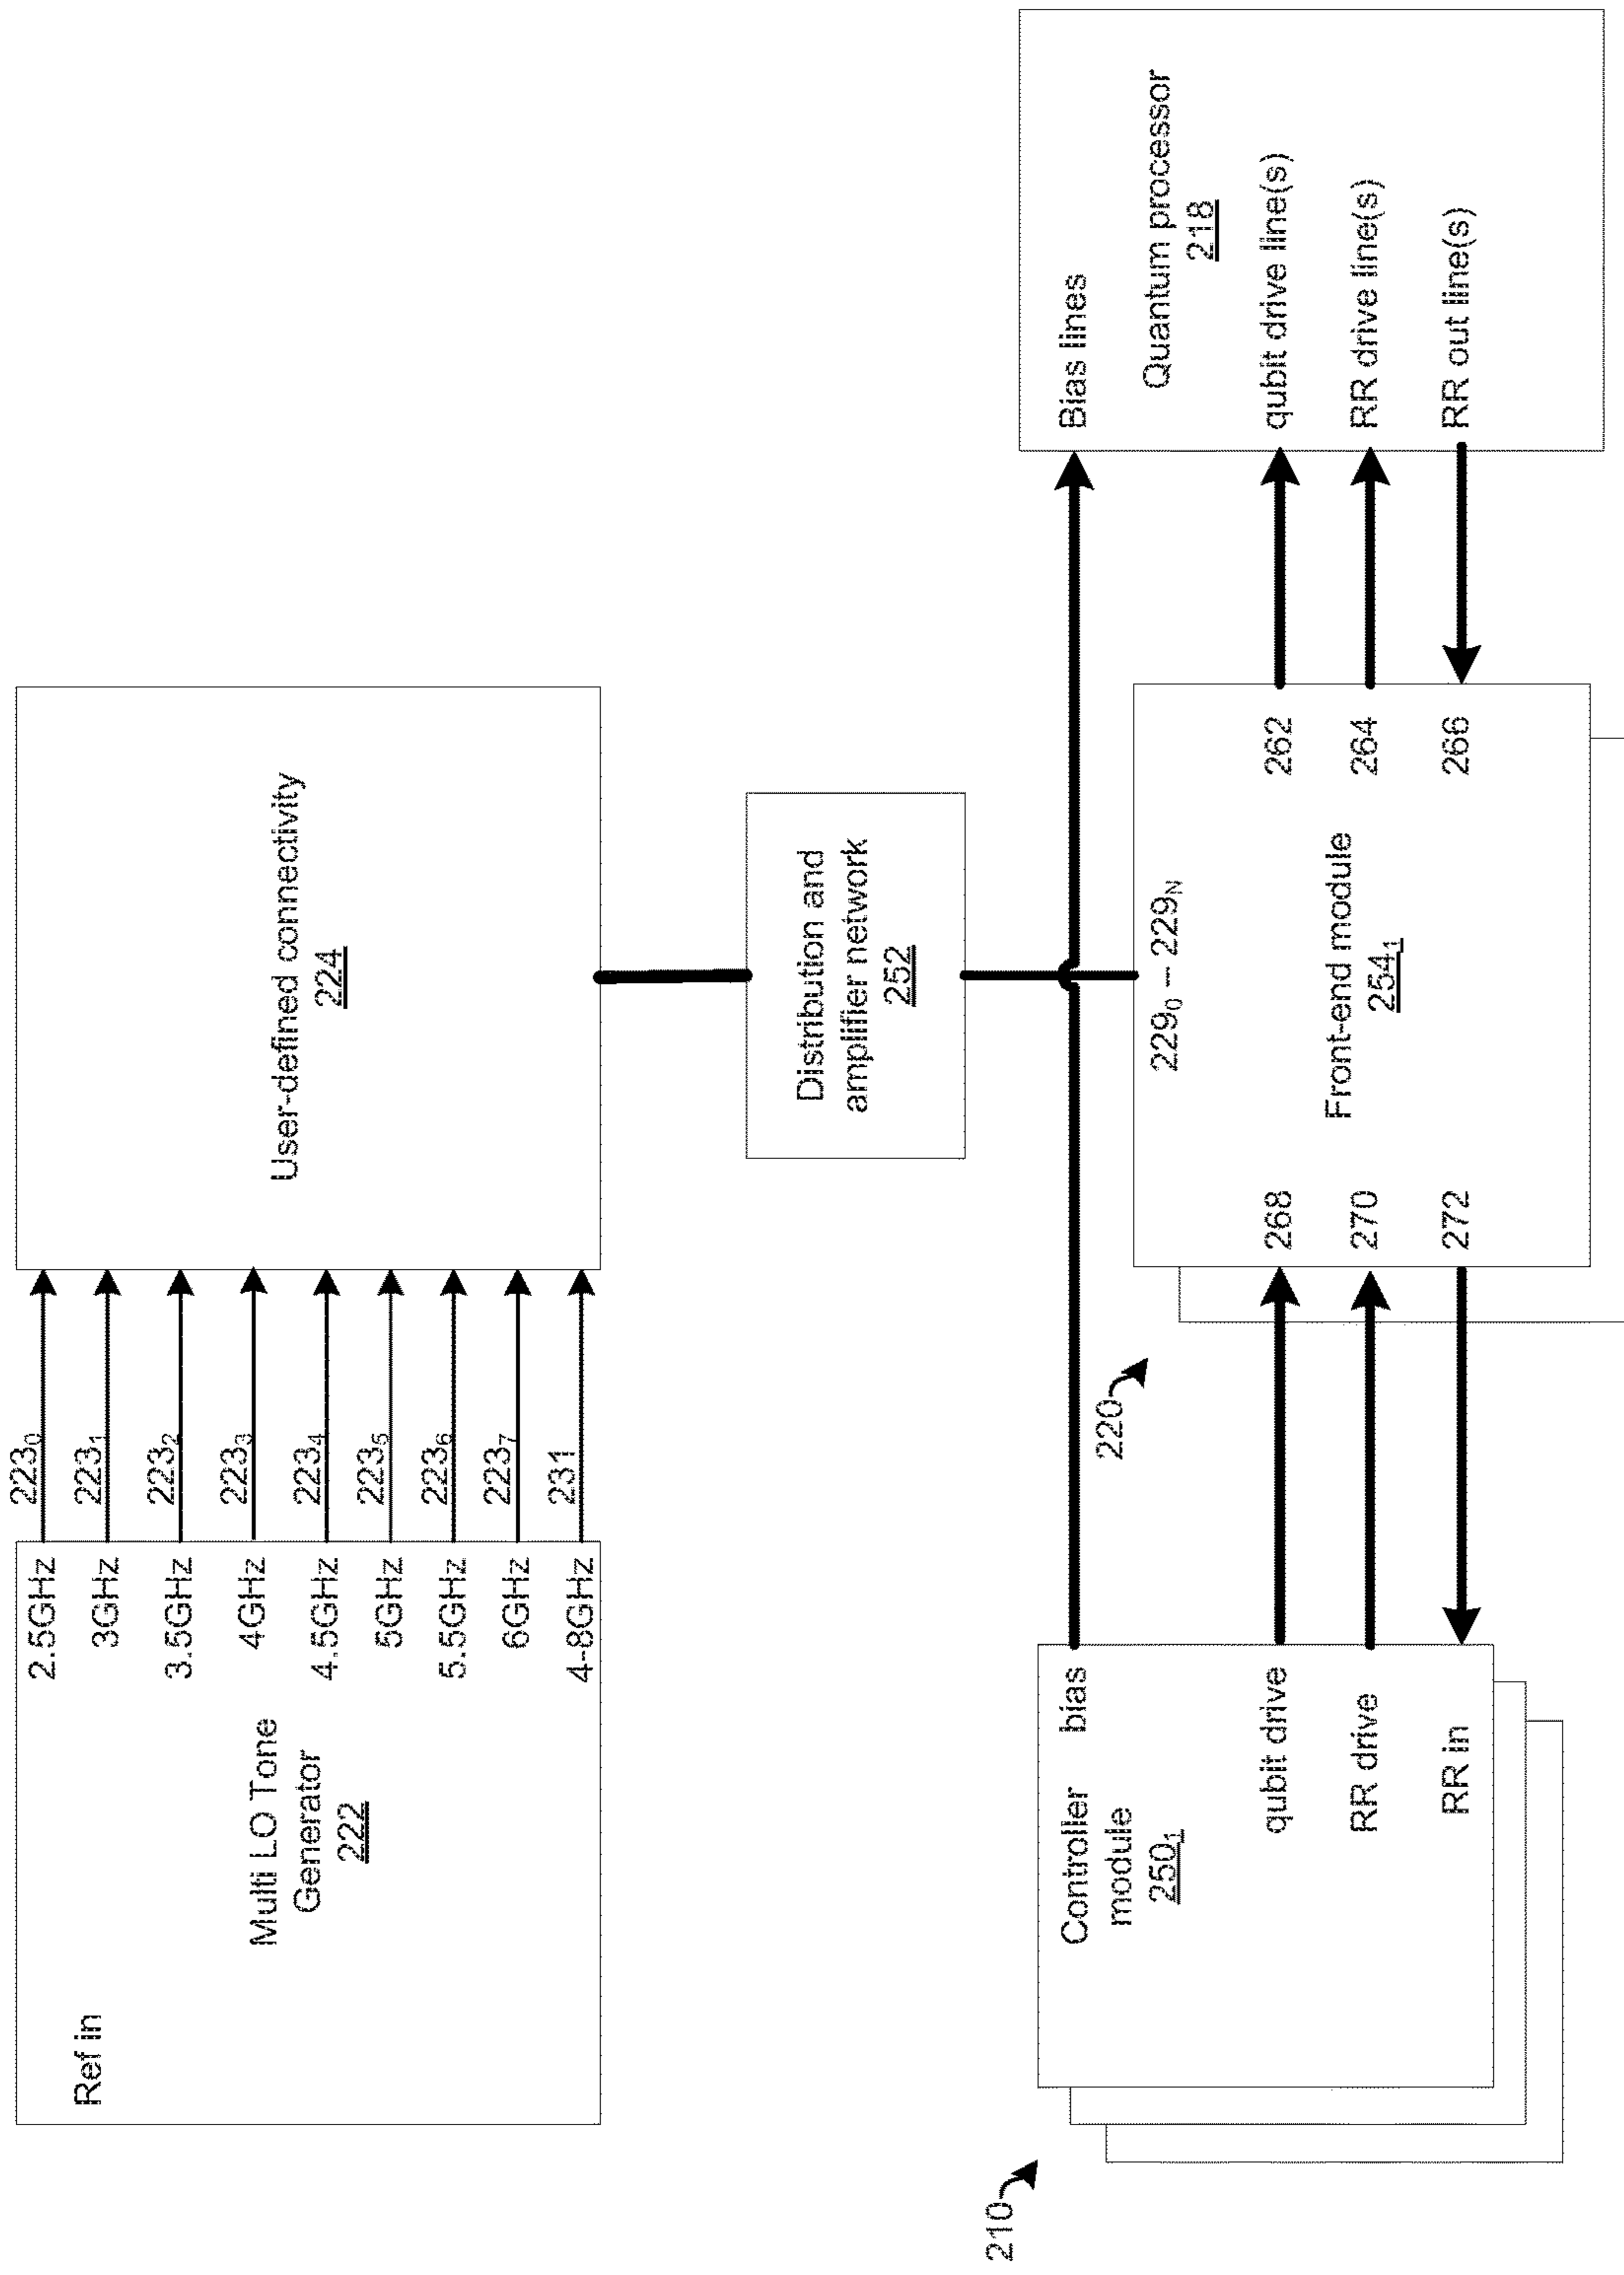 Ref in
Multi LO Tone
Generator
222
2.5GHz
3GHz
3.5GHz
4GHz
4.5GHz
5GHz
5.5GHz
6GHz
4-8GHz
223₀
223₁
223₂
223₃
223₄
223₅
223₆
223₇
231
User-defined connectivity
224
Distribution and
amplifier network
252
210
Controller
module
250₁
bias
qubit drive
RR drive
RR in
220
229₀ – 229_N
268
270
272
Front-end module
254₁
262
264
266
Bias lines
Quantum processor
218
qubit drive line(s)
RR drive line(s)
RR out line(s)